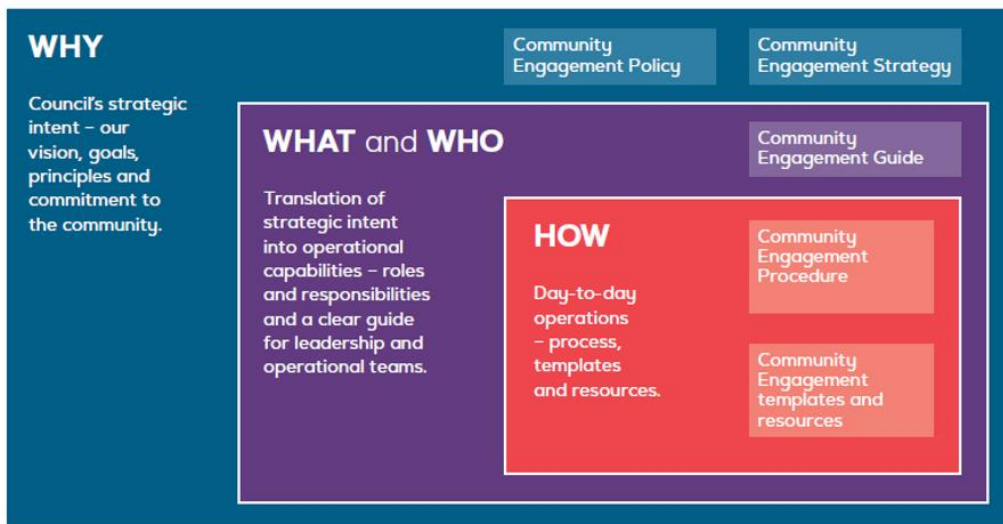 WHY
Council's strategic
intent – our
vision, goals,
principles and
commitment to
the community.
Community
Engagement Policy
Community
Engagement Strategy
WHAT and WHO
Translation of
strategic intent
into operational
capabilities – roles
and responsibilities
and a clear guide
for leadership and
operational teams.
Community
Engagement Guide
HOW
Day-to-day
operations
– process,
templates
and resources.
Community
Engagement
Procedure
Community
Engagement
templates and
resources